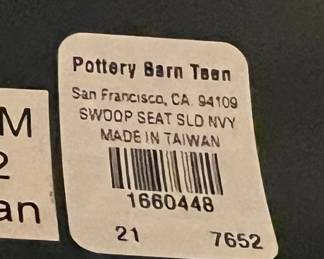 Pottery Barn Teen
San Francisco, CA 94109
SWOOP SEAT SLD NVY
MADE IN TAIWAN
1660448
21 7652
M
2
an